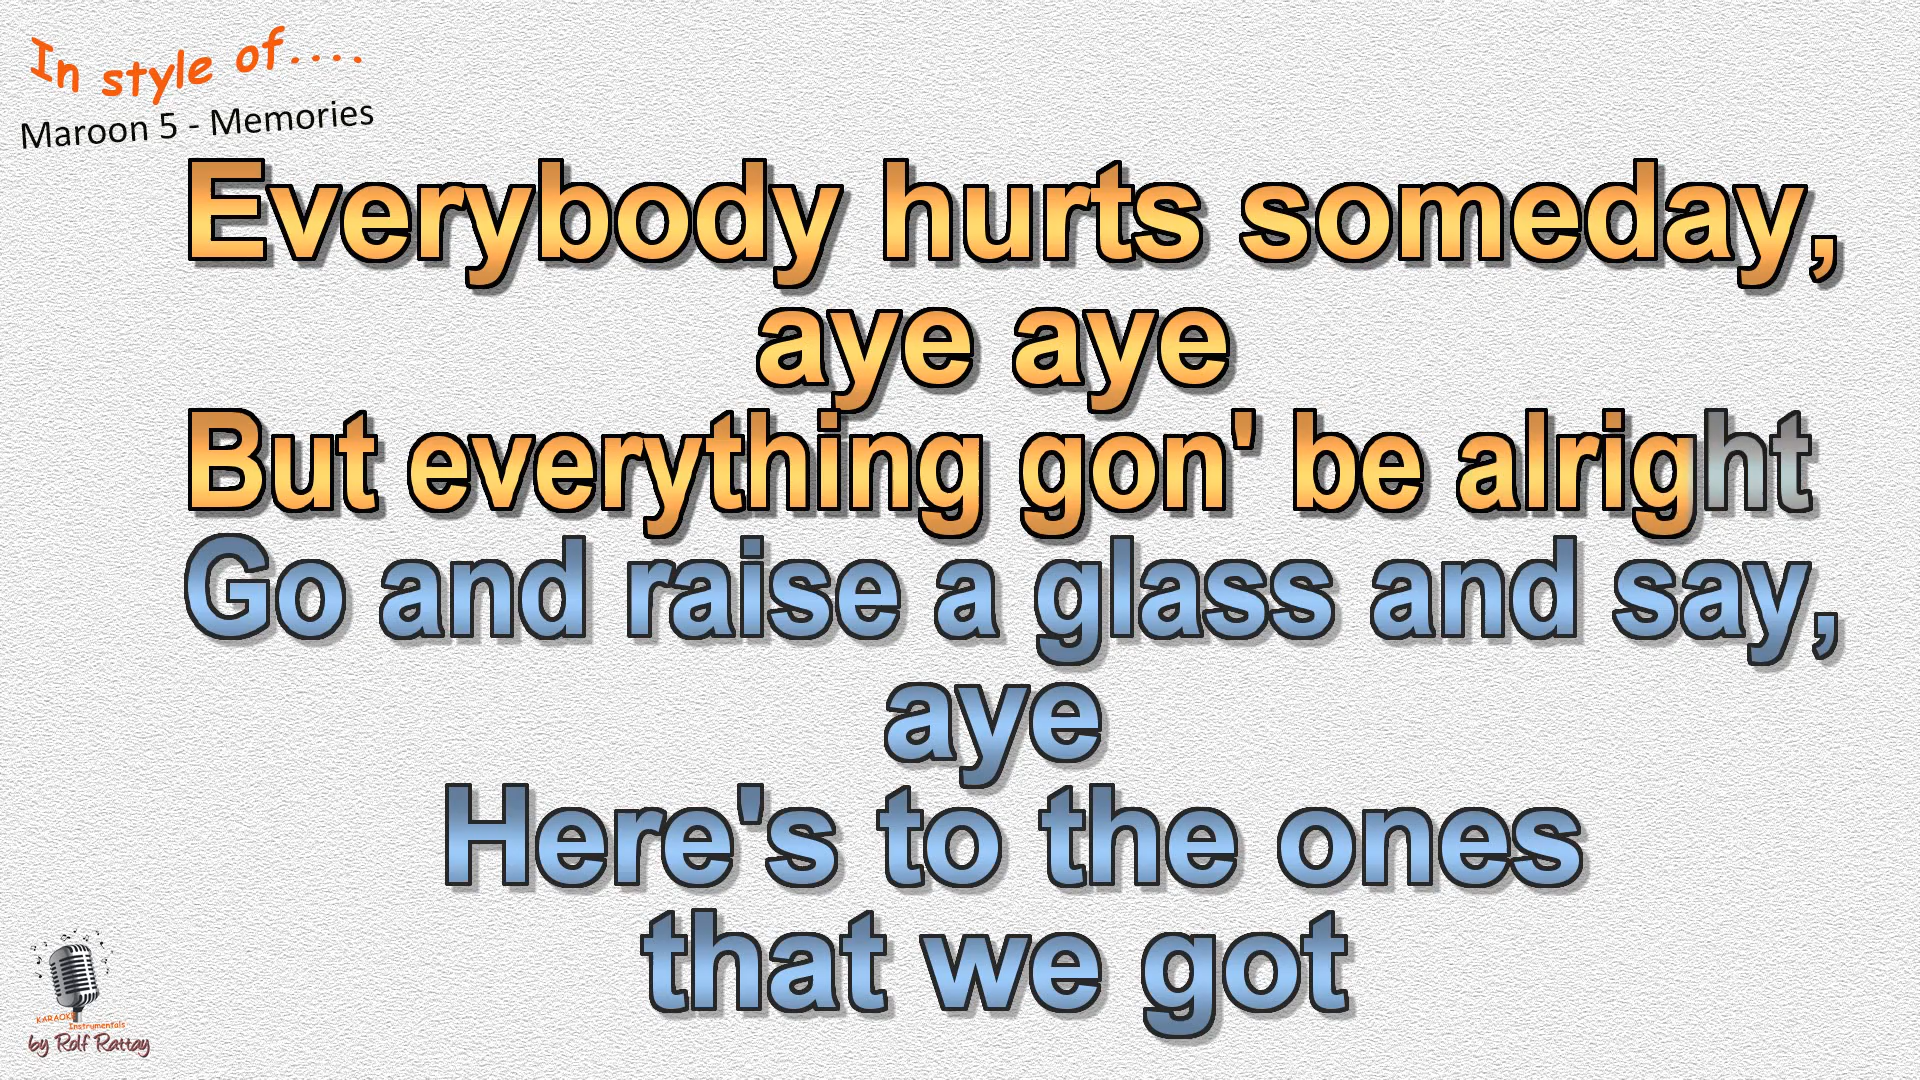 In style of....
Maroon 5 - Memories
Everybody hurts someday,
aye aye
But everything gon' be alright
Go and raise a glass and say,
aye
Here's to the ones
that we got
KARAOKE
Instrumentals
by Rolf Rattay